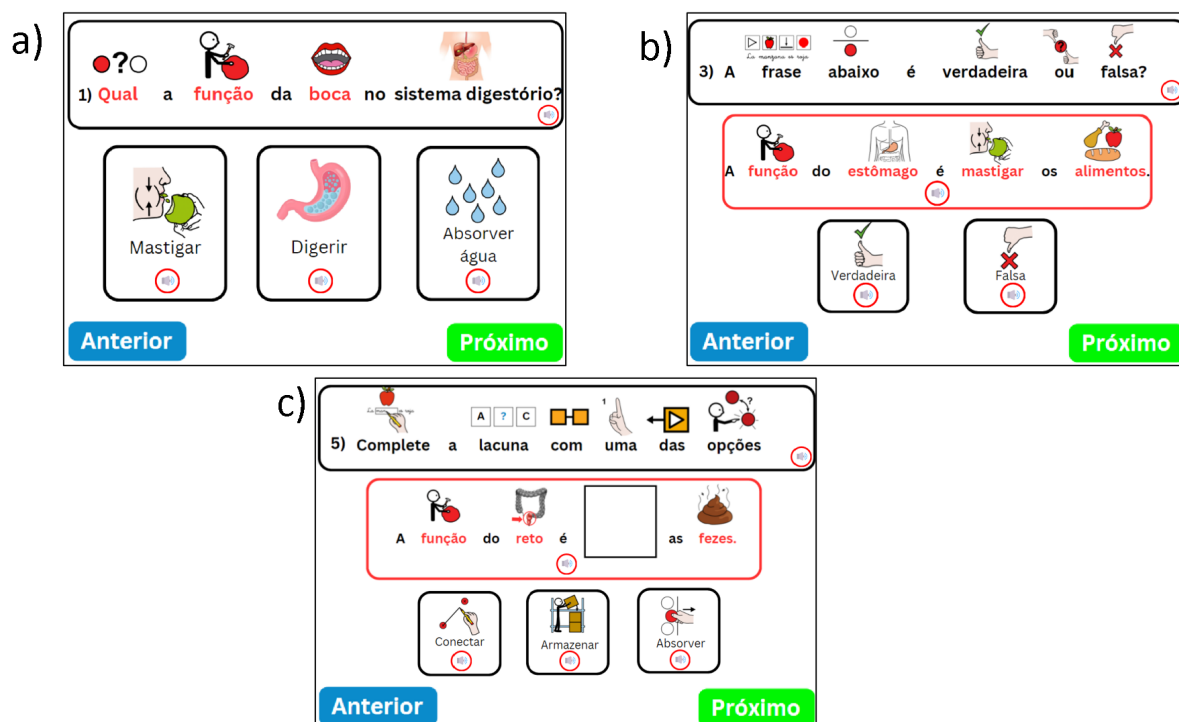 a)
1) Qual a função da boca no sistema digestório?
Mastigar
Digerir
Absorver
água
Anterior
Próximo
b)
3) A frase abaixo é verdadeira ou falsa?
A função do estômago é mastigar os alimentos.
Verdadeira
Falsa
Anterior
Próximo
c)
A ? C
1
5) Complete a lacuna com uma das opções
A função do reto é as fezes.
Conectar
Armazenar
Absorver
Anterior
Próximo